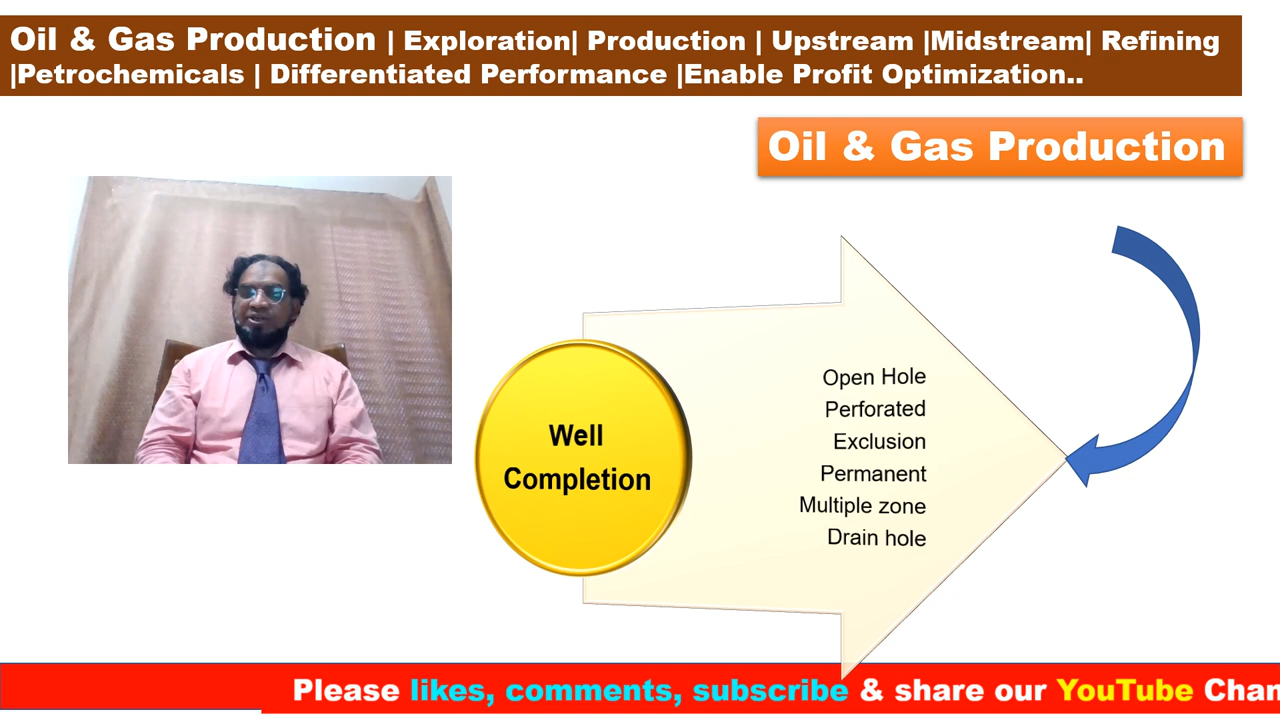 Oil & Gas Production | Exploration| Production | Upstream |Midstream| Refining
|Petrochemicals | Differentiated Performance |Enable Profit Optimization..
Oil & Gas Production
Well
Completion
Open Hole
Perforated
Exclusion
Permanent
Multiple zone
Drain hole
Please likes, comments, subscribe & share our YouTube Chan